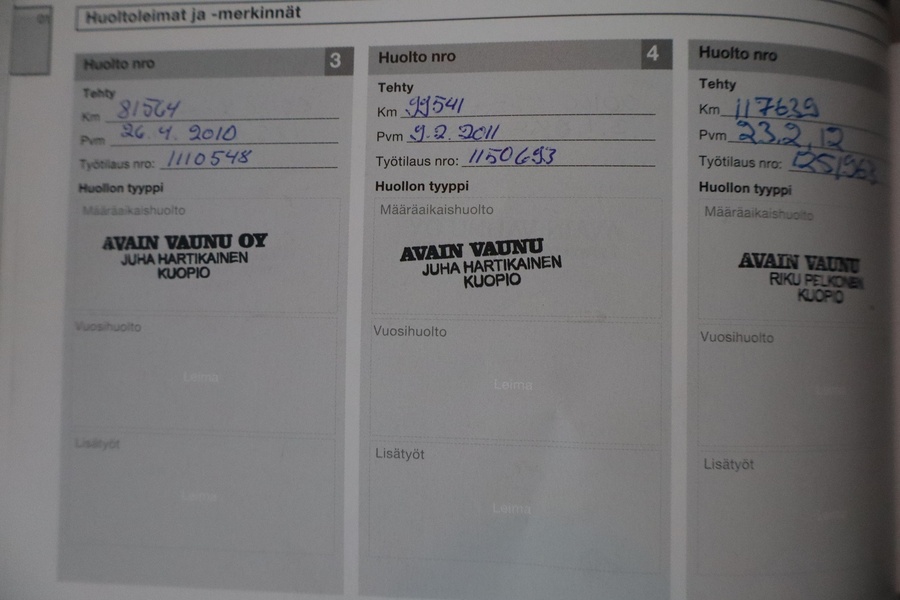 Huoltoleimat ja -merkinnät
Huolto nro 3
Tehty
Km 81564
Pvm 26.4.2010
Työtilaus nro: 1110548
Huollon tyyppi
Määräaikaishuolto
AVAIN VAUNU OY
JUHA HARTIKAINEN
KUOPIO
Vuosihuolto
Leima
Lisätyöt
Leima
Huolto nro 4
Tehty
Km 99541
Pvm 9.2.2011
Työtilaus nro: 1150693
Huollon tyyppi
Määräaikaishuolto
AVAIN VAUNU
JUHA HARTIKAINEN
KUOPIO
Vuosihuolto
Leima
Lisätyöt
Leima
Huolto nro
Tehty
Km 117639
Pvm 23.2.12
Työtilaus nro:
Huollon tyyppi
Määräaikaishuolto
AVAIN VAUNU
RIKU PELKONEN
KUOPIO
Vuosihuolto
Lisätyöt